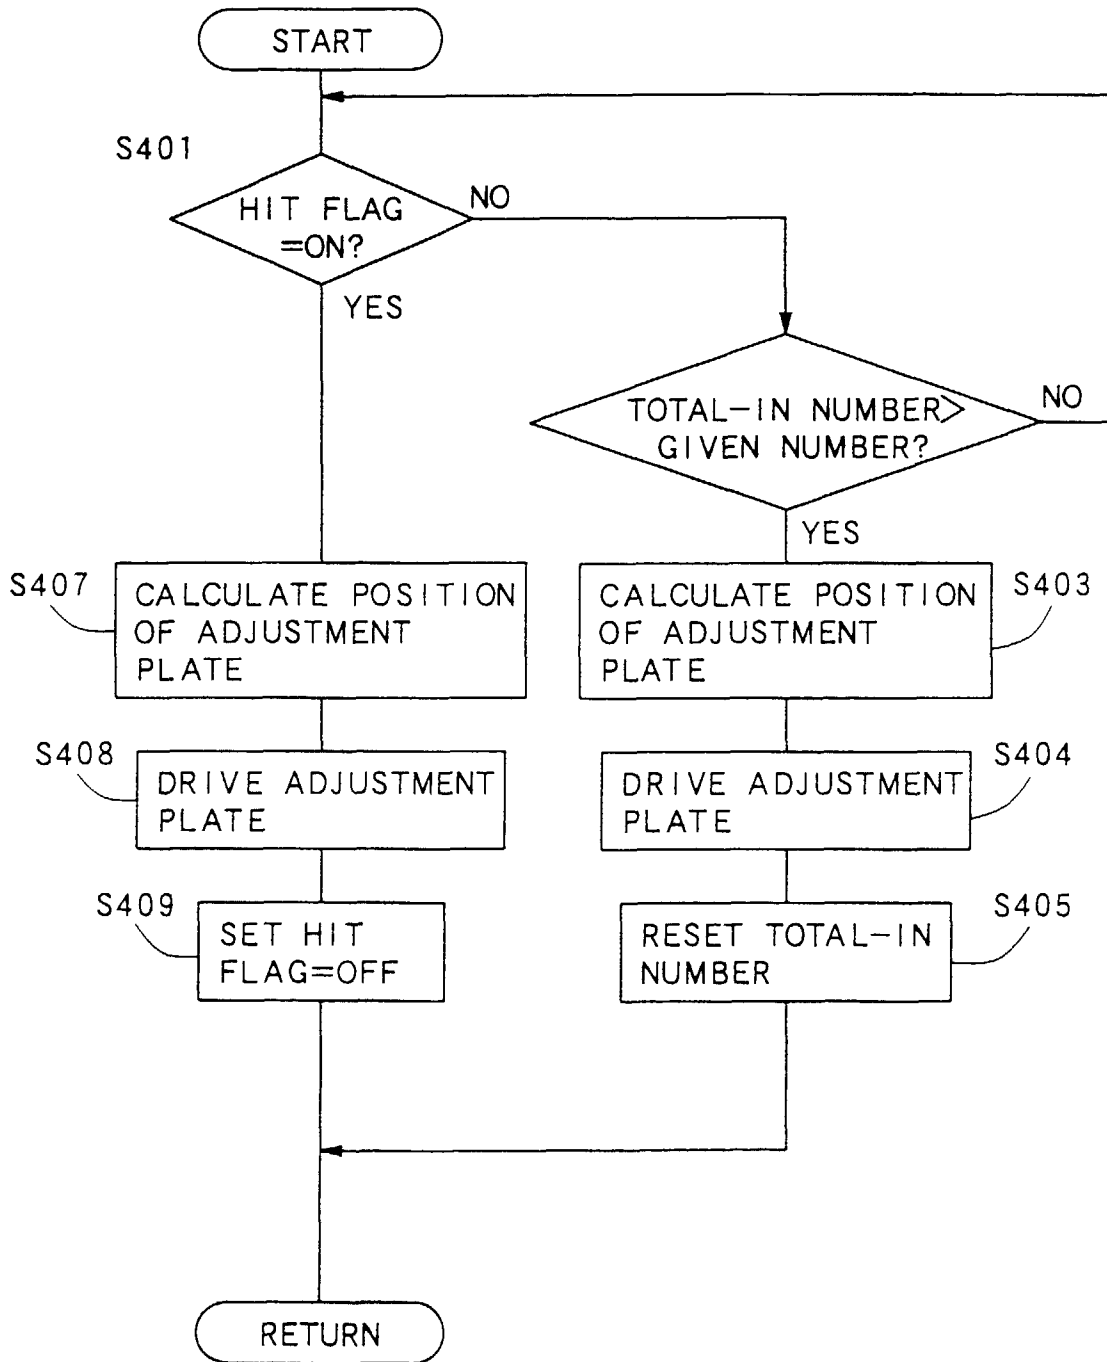 START
S401
HIT FLAG
=ON?
NO
YES
TOTAL-IN NUMBER>
GIVEN NUMBER?
NO
YES
S407
CALCULATE POSITION
OF ADJUSTMENT
PLATE
S403
CALCULATE POSITION
OF ADJUSTMENT
PLATE
S408
DRIVE ADJUSTMENT
PLATE
S404
DRIVE ADJUSTMENT
PLATE
S409
SET HIT
FLAG=OFF
S405
RESET TOTAL-IN
NUMBER
RETURN